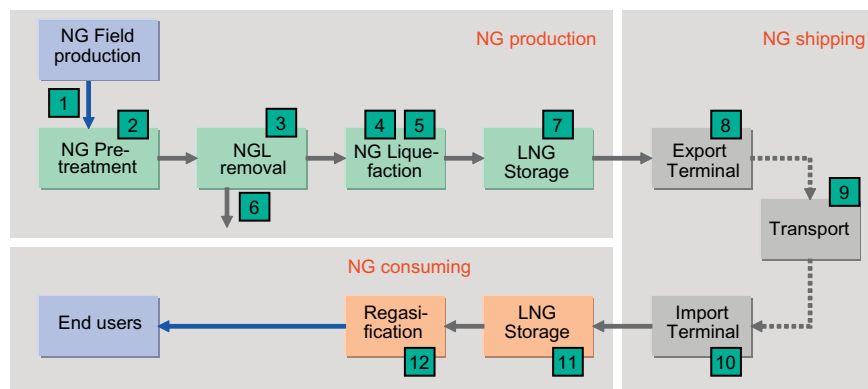 NG Field
production
NG production
NG shipping
1
2
3
4
5
7
8
NG Pre-
treatment
NGL
removal
NG Lique-
faction
LNG
Storage
Export
Terminal
6
9
Transport
NG consuming
End users
Regasi-
fication
LNG
Storage
Import
Terminal
12
11
10